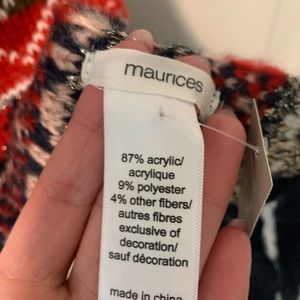 maurices
87% acrylic/
acrylique
9% polyester
4% other fibers/
autres fibres
exclusive of
decoration/
sauf décoration
made in china